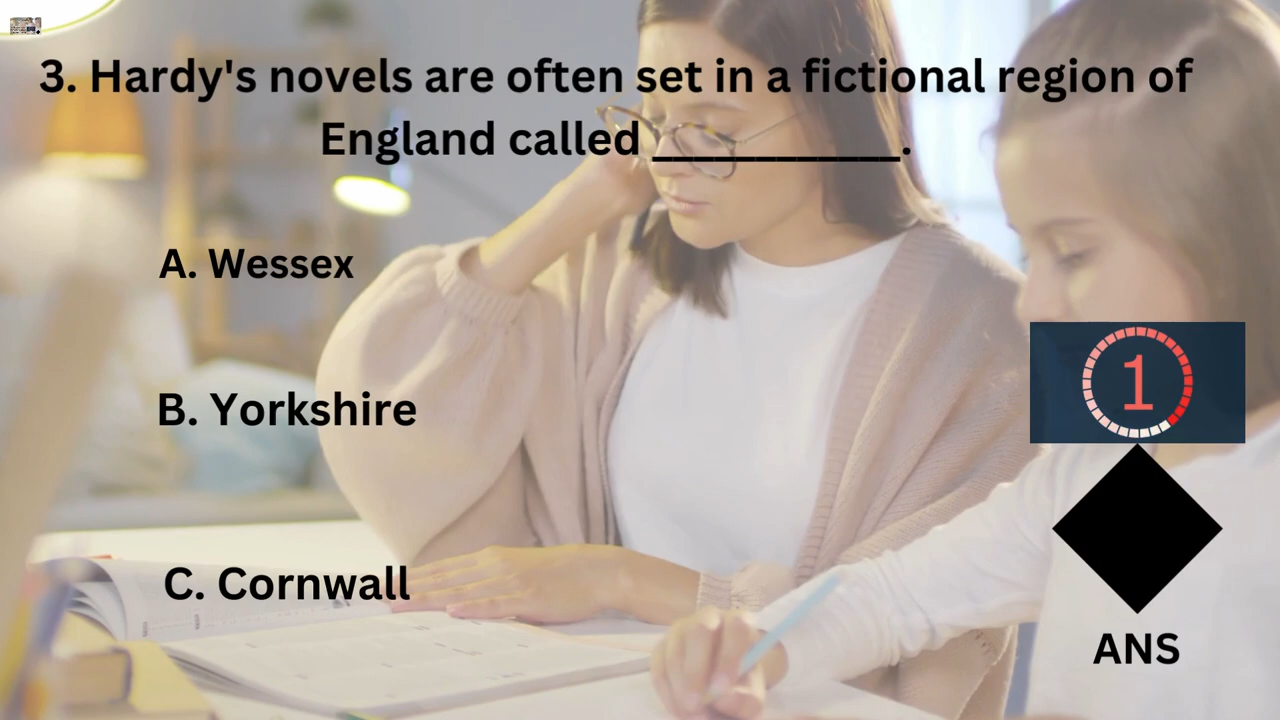 3. Hardy's novels are often set in a fictional region of
England called ___________.
A. Wessex
B. Yorkshire
1
C. Cornwall
ANS